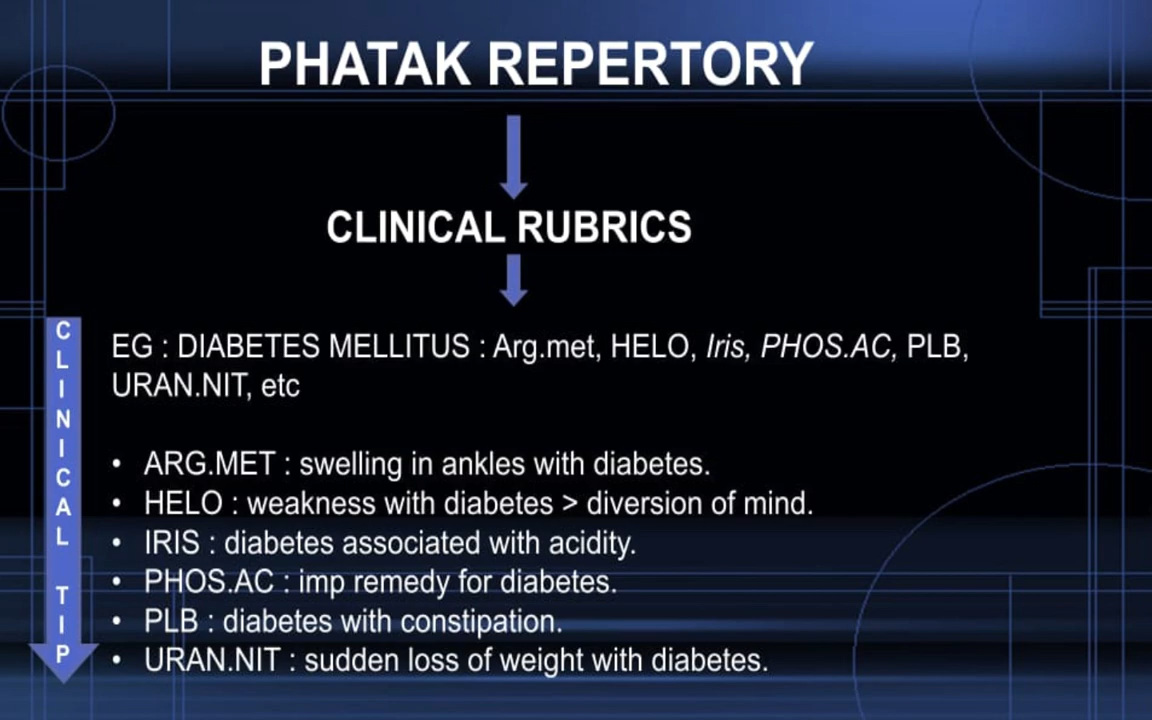 PHATAK REPERTORY
CLINICAL RUBRICS
EG : DIABETES MELLITUS : Arg.met, HELO, Iris, PHOS.AC, PLB,
URAN.NIT, etc
CLINICAL TIP
• ARG.MET : swelling in ankles with diabetes.
• HELO : weakness with diabetes > diversion of mind.
• IRIS : diabetes associated with acidity.
• PHOS.AC : imp remedy for diabetes.
• PLB : diabetes with constipation.
• URAN.NIT : sudden loss of weight with diabetes.